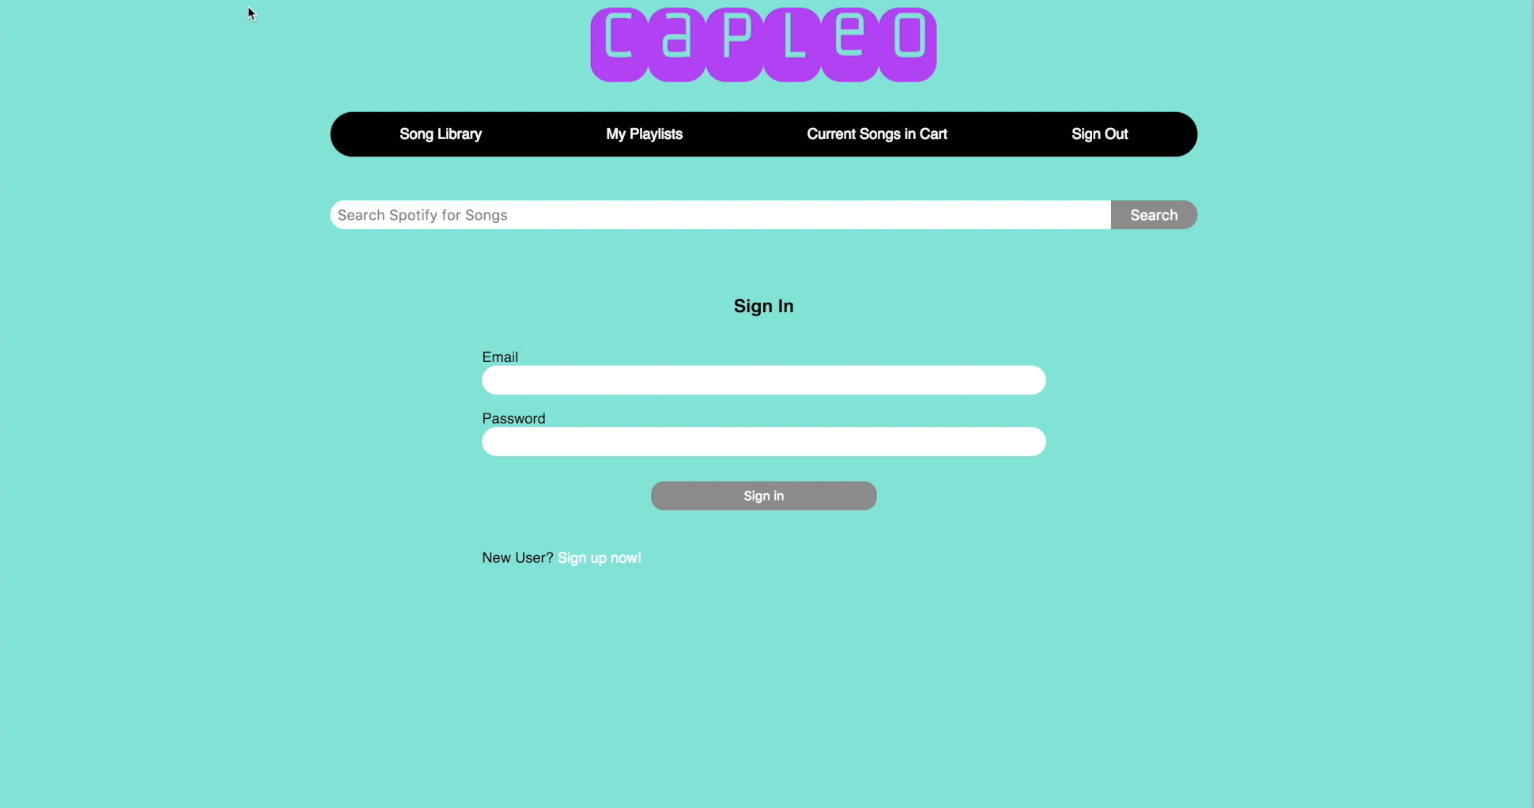 capleo
Song Library My Playlists Current Songs in Cart Sign Out
Search Spotify for Songs Search
Sign In
Email
Password
Sign in
New User? Sign up now!